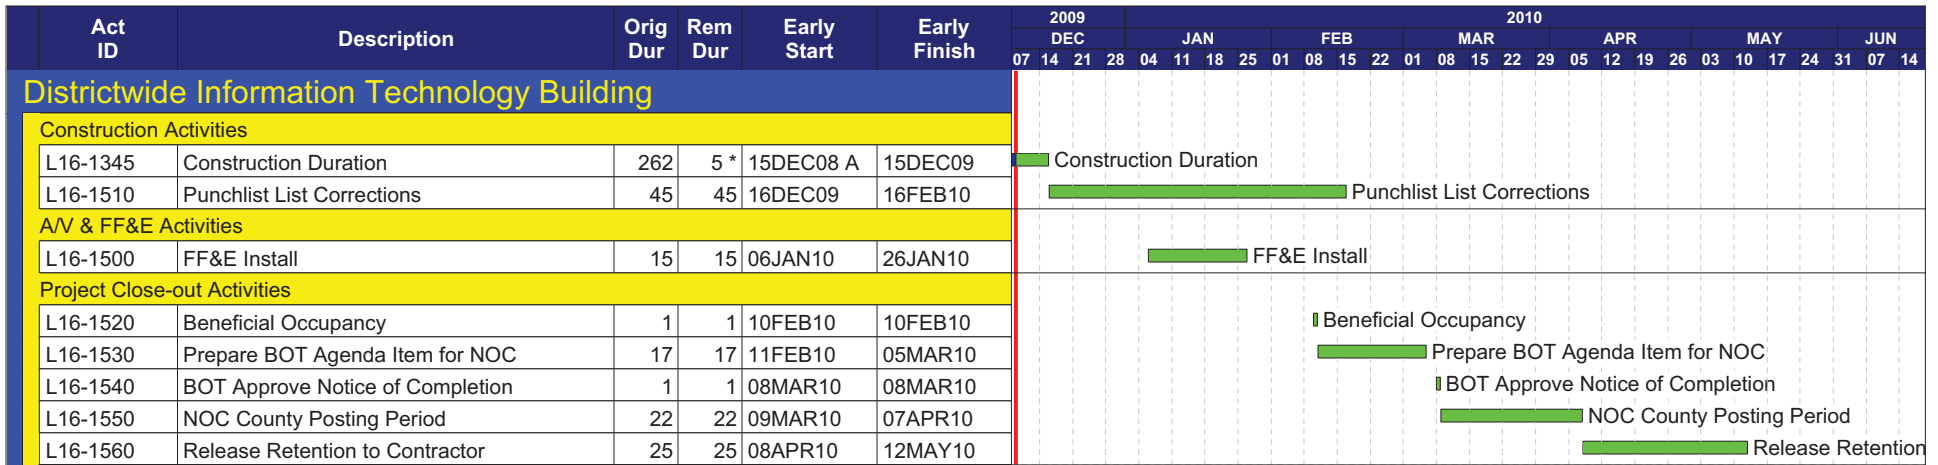 Act ID Description Orig Dur Rem Dur Early Start Early Finish
2009 2010
DEC JAN FEB MAR APR MAY JUN
07 14 21 28 04 11 18 25 01 08 15 22 01 08 15 22 29 05 12 19 26 03 10 17 24 31 07 14
Districtwide Information Technology Building
Construction Activities
L16-1345 Construction Duration 262 5 * 15DEC08 A 15DEC09 Construction Duration
L16-1510 Punchlist List Corrections 45 45 16DEC09 16FEB10 Punchlist List Corrections
A/V & FF&E Activities
L16-1500 FF&E Install 15 15 06JAN10 26JAN10 FF&E Install
Project Close-out Activities
L16-1520 Beneficial Occupancy 1 1 10FEB10 10FEB10 Beneficial Occupancy
L16-1530 Prepare BOT Agenda Item for NOC 17 17 11FEB10 05MAR10 Prepare BOT Agenda Item for NOC
L16-1540 BOT Approve Notice of Completion 1 1 08MAR10 08MAR10 BOT Approve Notice of Completion
L16-1550 NOC County Posting Period 22 22 09MAR10 07APR10 NOC County Posting Period
L16-1560 Release Retention to Contractor 25 25 08APR10 12MAY10 Release Retention